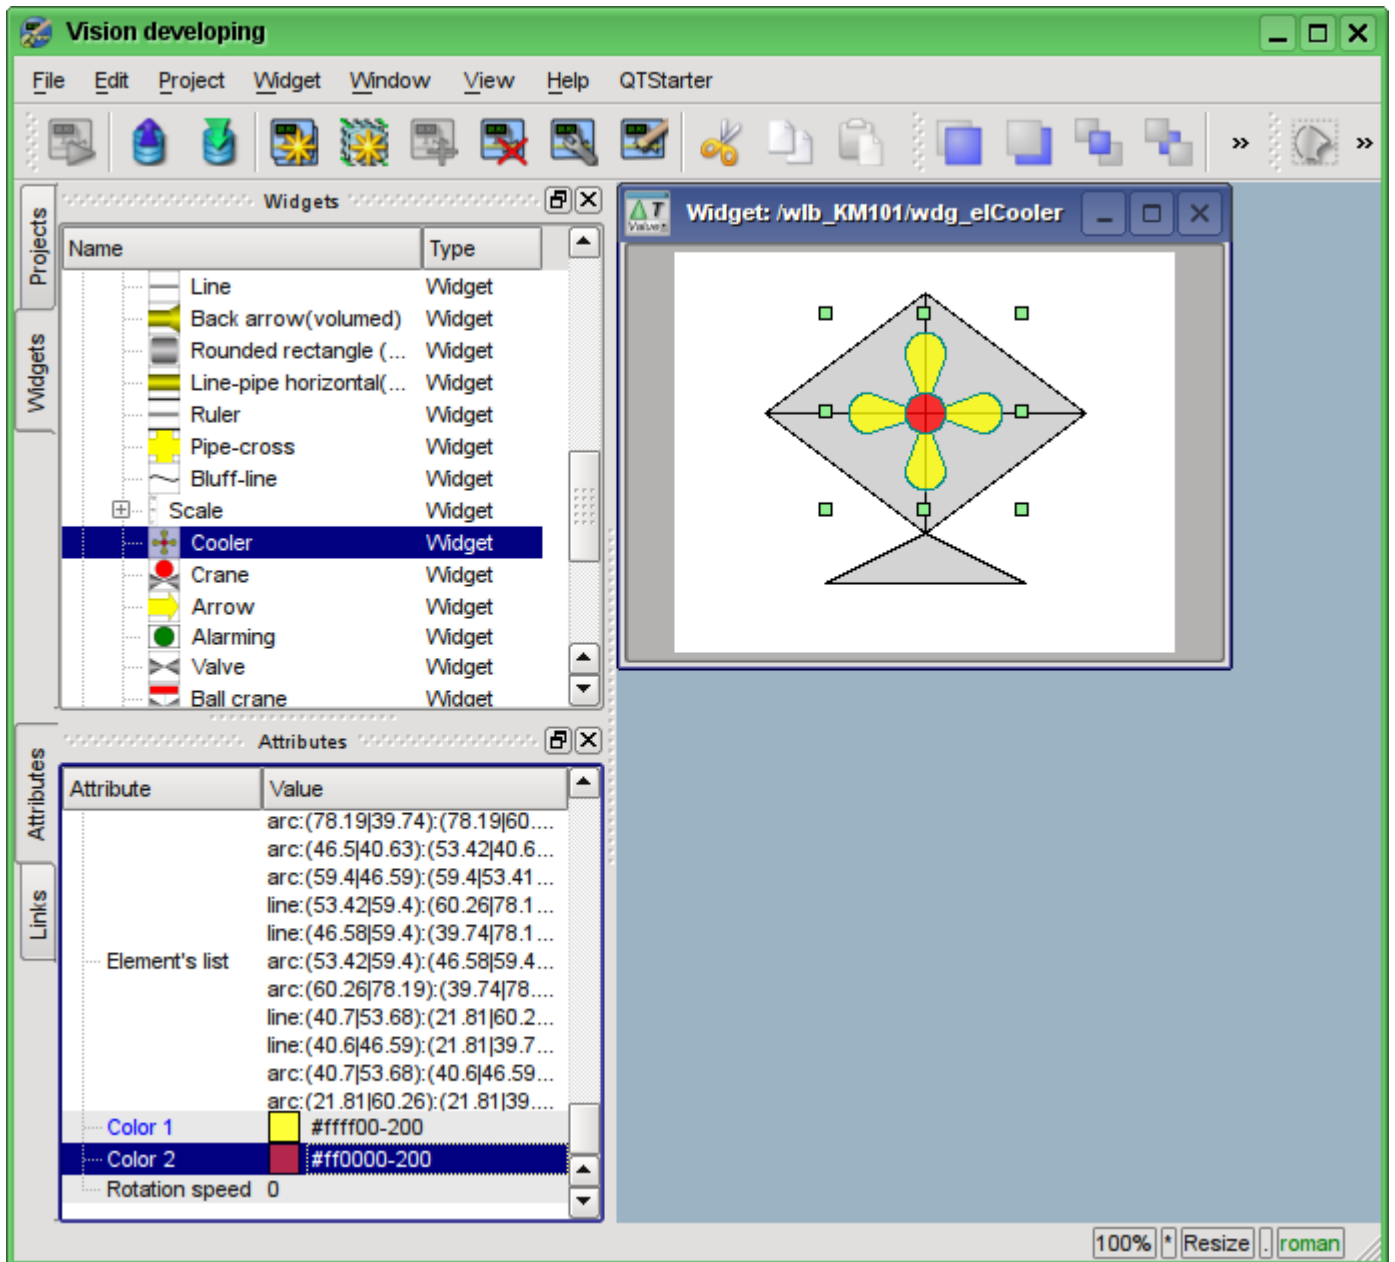 Vision developing
File Edit Project Widget Window View Help QTStarter
» »
Projects
Widgets
Widgets
Name Type
Line Widget
Back arrow(volumed) Widget
Rounded rectangle (... Widget
Line-pipe horizontal(... Widget
Ruler Widget
Pipe-cross Widget
Bluff-line Widget
Scale Widget
Cooler Widget
Crane Widget
Arrow Widget
Alarming Widget
Valve Widget
Ball crane Widget
Widget: /wlb_KM101/wdg_elCooler
Attributes
Links
Attributes
Attribute Value
Element's list
arc:(78.19|39.74):(78.19|60....
arc:(46.5|40.63):(53.42|40.6...
arc:(59.4|46.59):(59.4|53.41...
line:(53.42|59.4):(60.26|78.1...
line:(46.58|59.4):(39.74|78.1...
arc:(53.42|59.4):(46.58|59.4...
arc:(60.26|78.19):(39.74|78....
line:(40.7|53.68):(21.81|60.2...
line:(40.6|46.59):(21.81|39.7...
arc:(40.7|53.68):(40.6|46.59...
arc:(21.81|60.26):(21.81|39....
Color 1 #ffff00-200
Color 2 #ff0000-200
Rotation speed 0
100% * Resize . roman